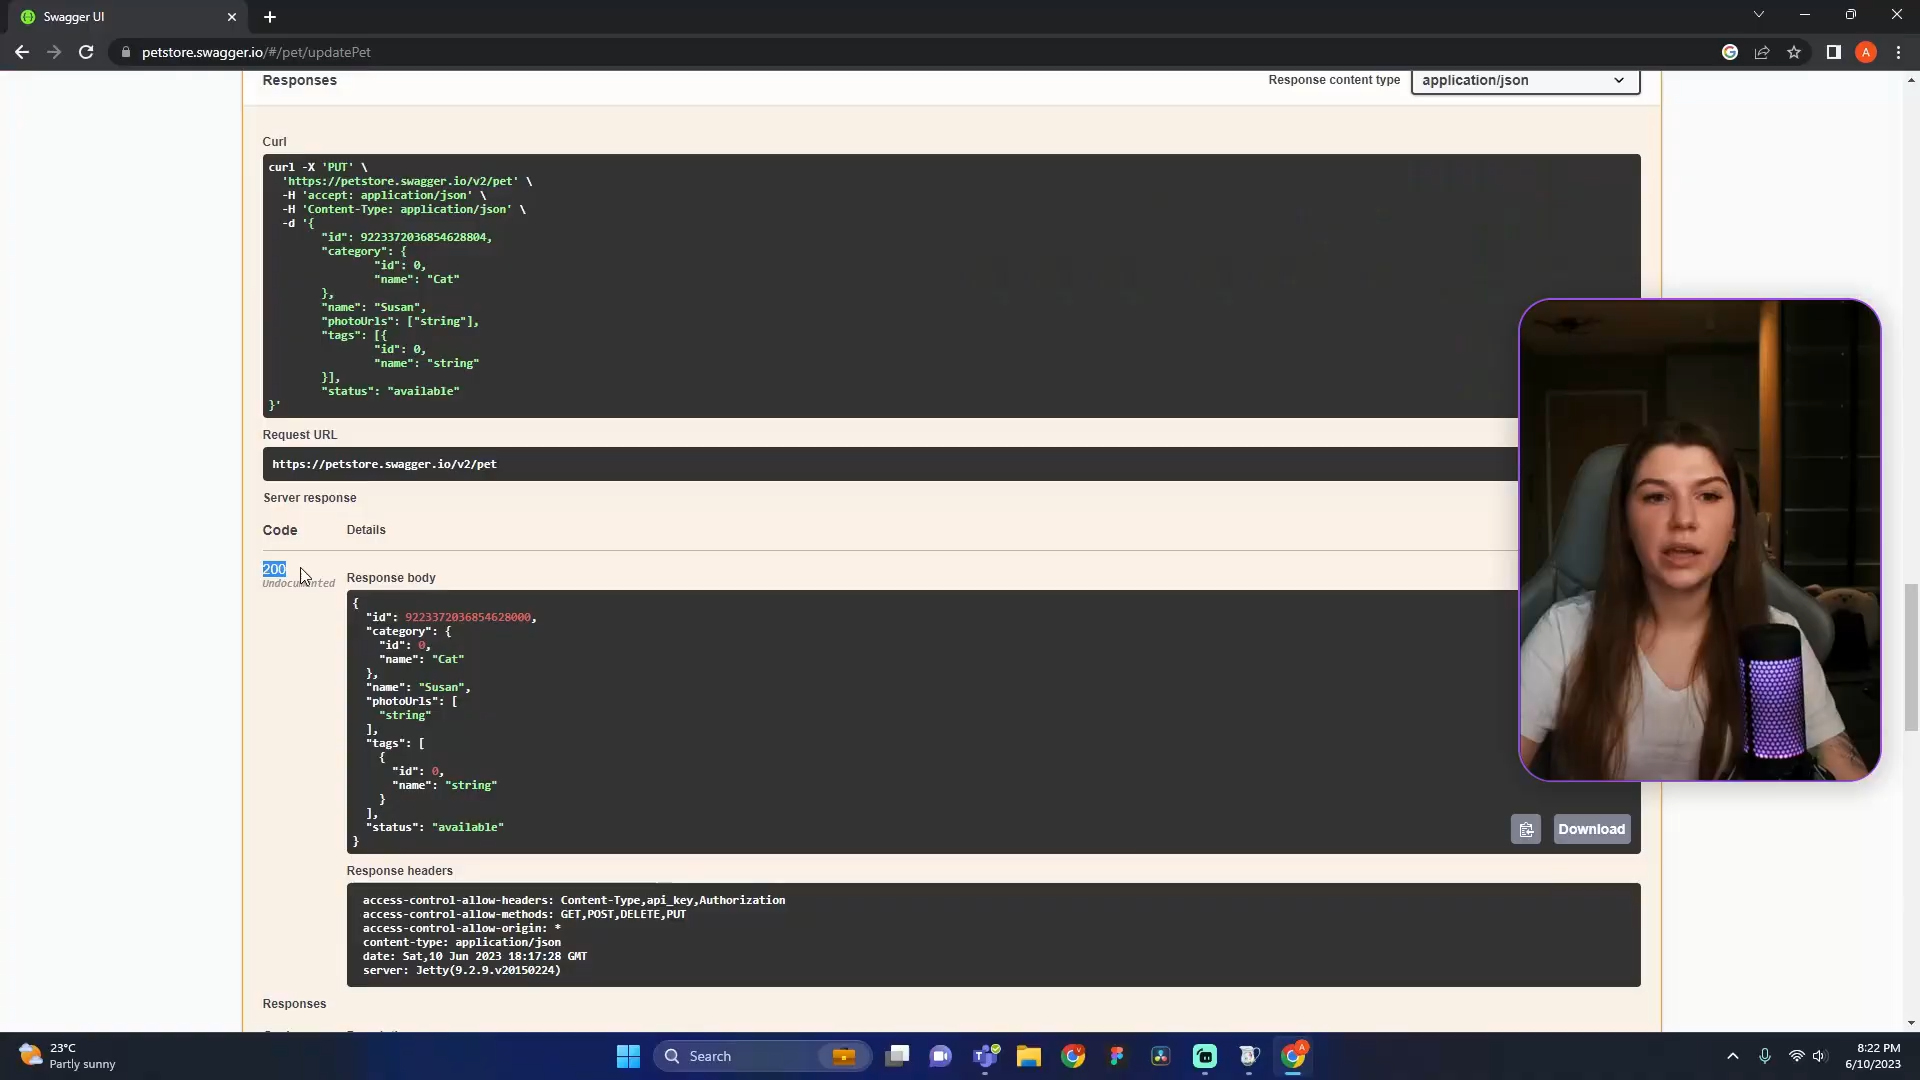 Swagger UI
petstore.swagger.io/#/pet/updatePet
A
Responses
Response content type
application/json
Curl
curl -X 'PUT' \
'https://petstore.swagger.io/v2/pet' \
-H 'accept: application/json' \
-H 'Content-Type: application/json' \
-d '{
"id": 9223372036854628804,
"category": {
"id": 0,
"name": "Cat"
},
"name": "Susan",
"photoUrls": ["string"],
"tags": [{
"id": 0,
"name": "string"
}],
"status": "available"
}'
Request URL
https://petstore.swagger.io/v2/pet
Server response
Code
Details
200
Undocumented
Response body
{
"id": 9223372036854628000,
"category": {
"id": 0,
"name": "Cat"
},
"name": "Susan",
"photoUrls": [
"string"
],
"tags": [
{
"id": 0,
"name": "string"
}
],
"status": "available"
}
Download
Response headers
access-control-allow-headers: Content-Type,api_key,Authorization
access-control-allow-methods: GET,POST,DELETE,PUT
access-control-allow-origin: *
content-type: application/json
date: Sat,10 Jun 2023 18:17:28 GMT
server: Jetty(9.2.9.v20150224)
Responses
23°C
Partly sunny
Search
8:22 PM
6/10/2023